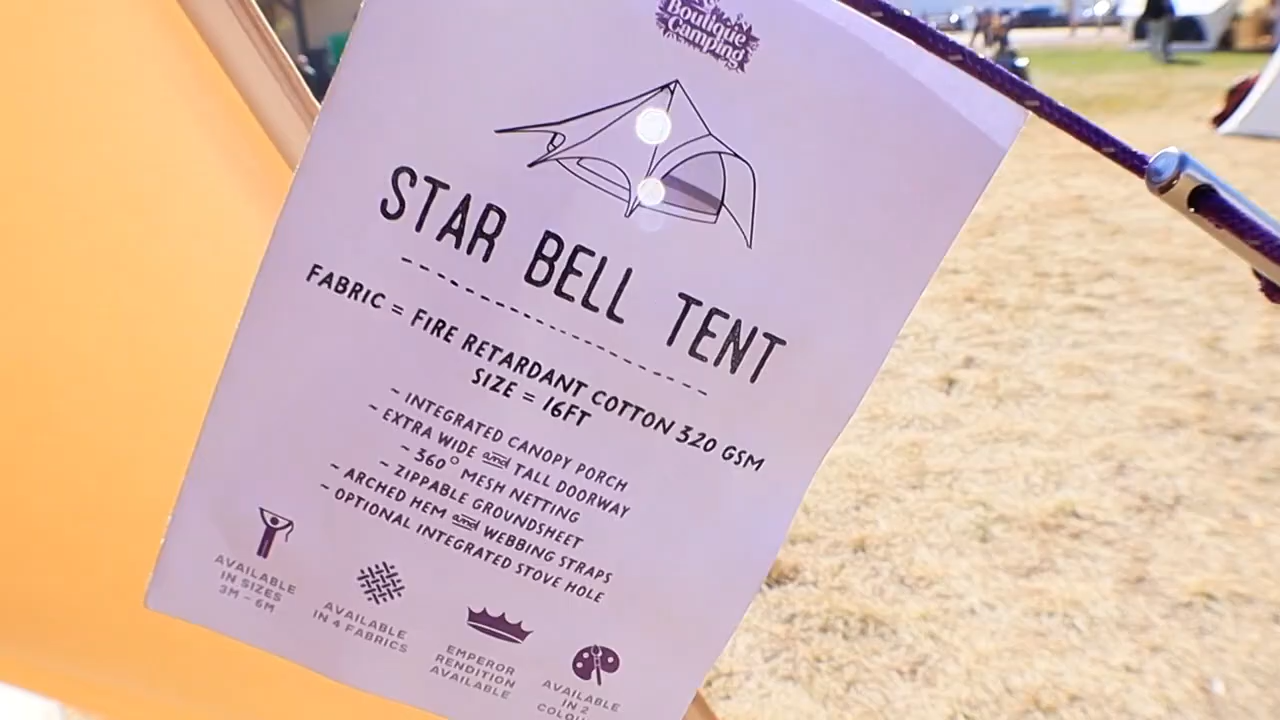 Boutique
Camping
STAR BELL TENT
FABRIC = FIRE RETARDANT COTTON 320 GSM
SIZE = 16FT
~ INTEGRATED CANOPY PORCH
~ EXTRA WIDE and TALL DOORWAY
~ 360° MESH NETTING
~ ZIPPABLE GROUNDSHEET
~ ARCHED HEM and WEBBING STRAPS
~ OPTIONAL INTEGRATED STOVE HOLE
AVAILABLE
IN SIZES
3M - 6M
AVAILABLE
IN 4 FABRICS
EMPEROR
RENDITION
AVAILABLE
AVAILABLE
IN 2